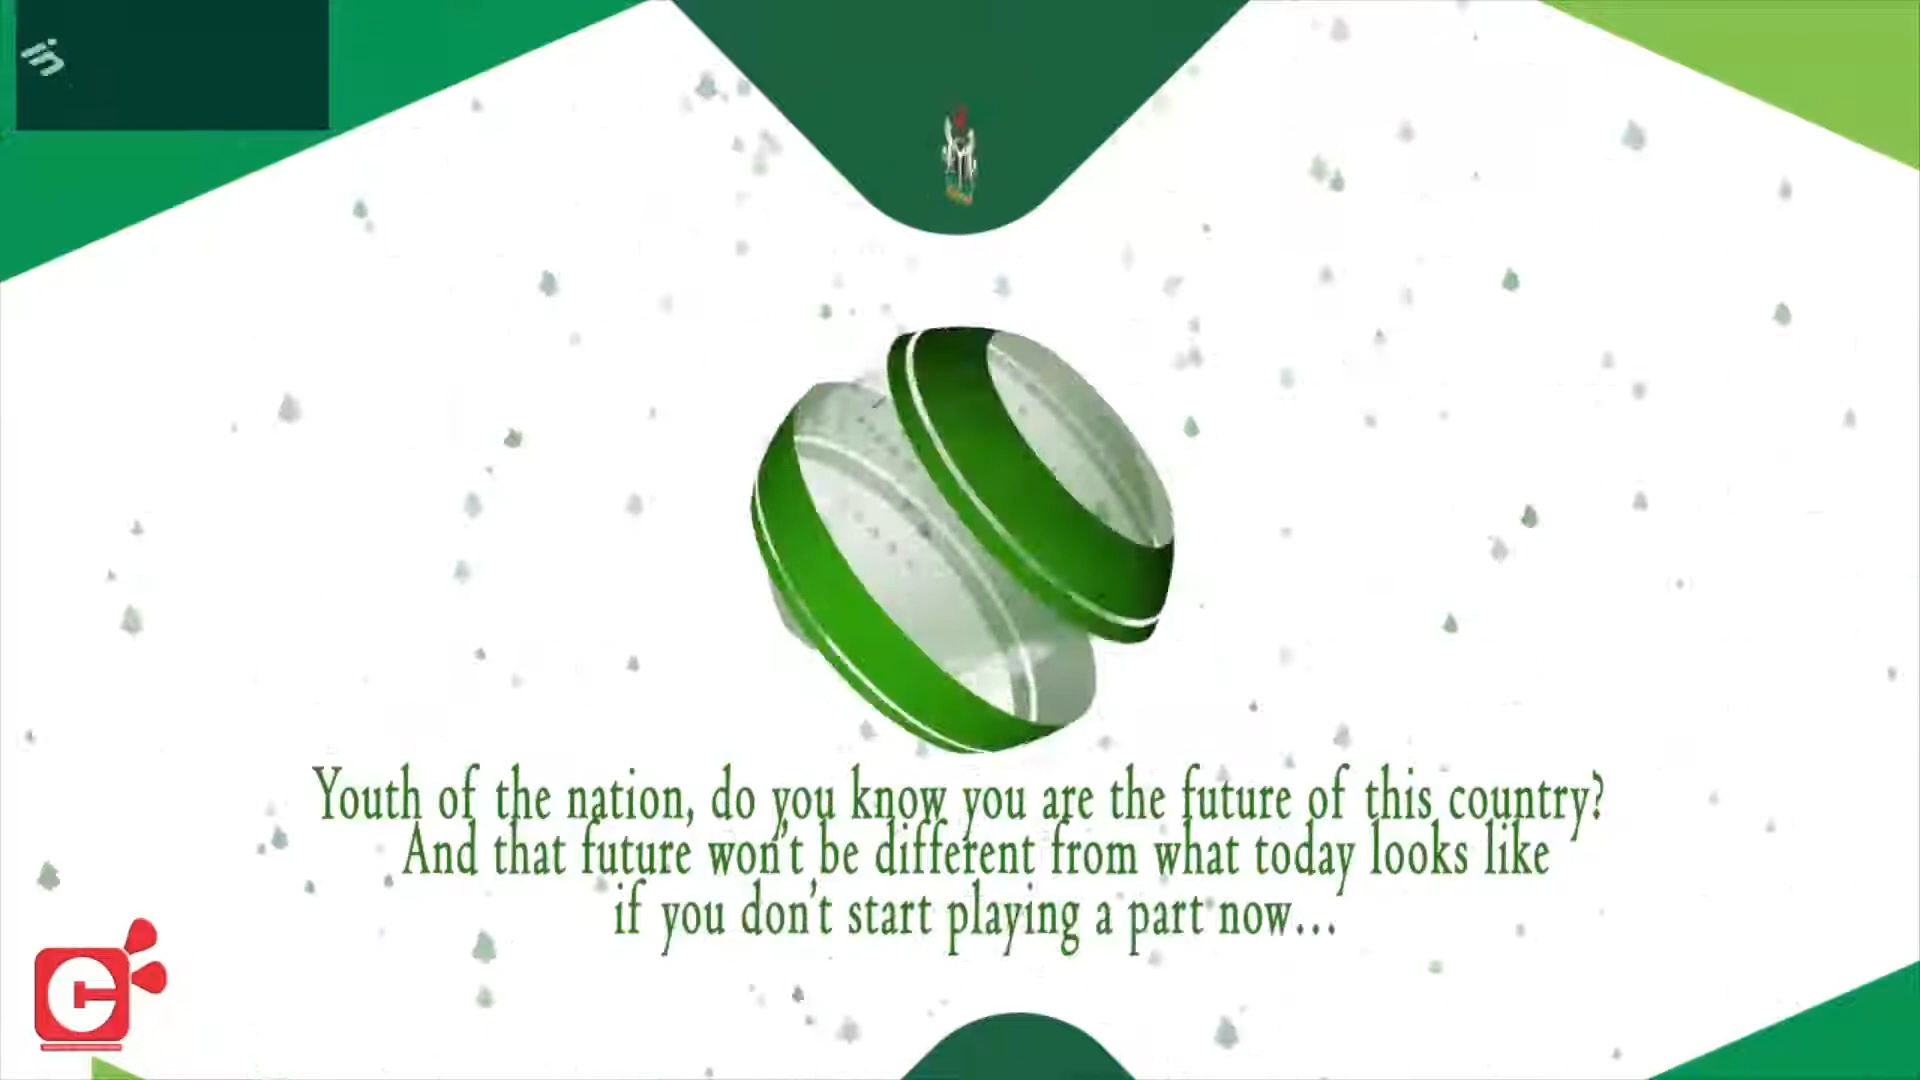 in
Youth of the nation, do you know you are the future of this country?
And that future won't be different from what today looks like
if you don't start playing a part now...